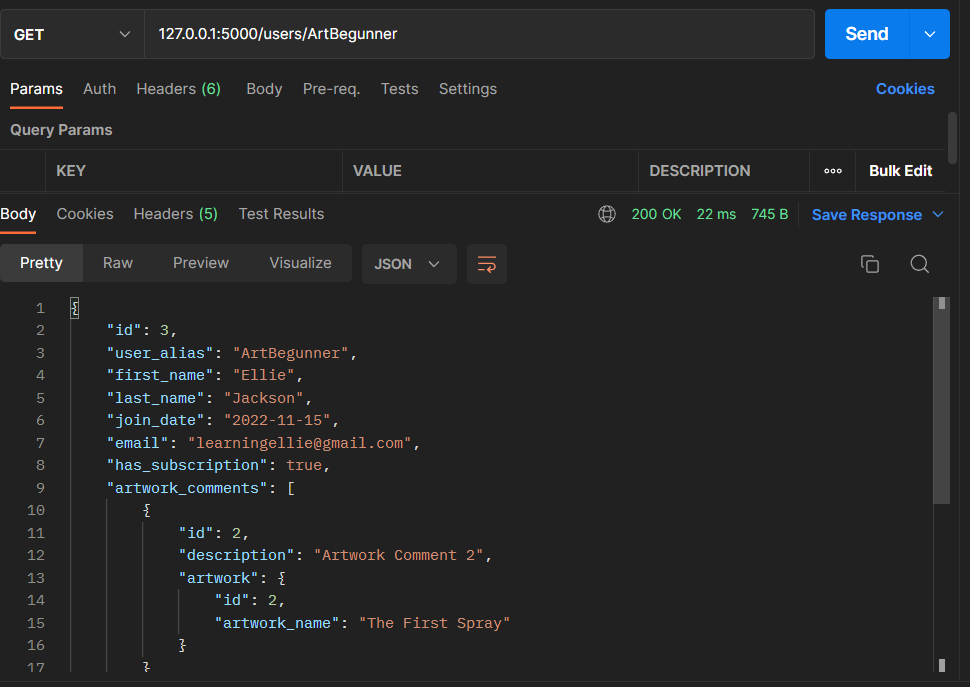 GET 127.0.0.1:5000/users/ArtBegunner Send
Params Auth Headers (6) Body Pre-req. Tests Settings Cookies
Query Params
KEY VALUE DESCRIPTION ooo Bulk Edit
Body Cookies Headers (5) Test Results 200 OK 22 ms 745 B Save Response
Pretty Raw Preview Visualize JSON
1 {
2 "id": 3,
3 "user_alias": "ArtBegunner",
4 "first_name": "Ellie",
5 "last_name": "Jackson",
6 "join_date": "2022-11-15",
7 "email": "learningellie@gmail.com",
8 "has_subscription": true,
9 "artwork_comments": [
10 {
11 "id": 2,
12 "description": "Artwork Comment 2",
13 "artwork": {
14 "id": 2,
15 "artwork_name": "The First Spray"
16 }
17 }